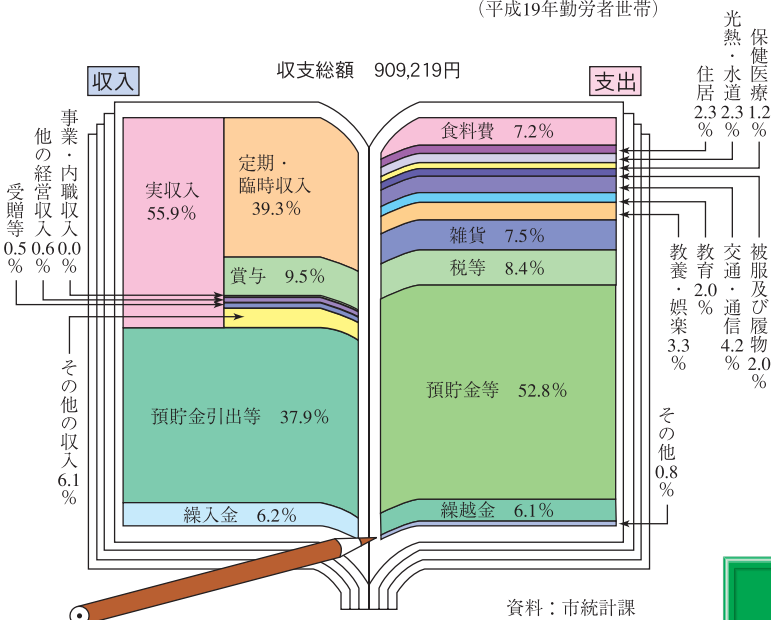 （平成19年勤労者世帯）
収支総額　909,219円
収入
支出
実収入
55.9%
定期・
臨時収入
39.3%
賞与　9.5%
事業・内職収入0.0%
他の経営収入0.6%
受贈等0.5%
その他の収入6.1%
預貯金引出等　37.9%
繰入金　6.2%
食料費　7.2%
住居2.3%
光熱・水道2.3%
保健医療1.2%
被服及び履物2.0%
交通・通信4.2%
教育2.0%
教養・娯楽3.3%
雑貨　7.5%
税等　8.4%
預貯金等　52.8%
繰越金　6.1%
その他0.8%
資料：市統計課